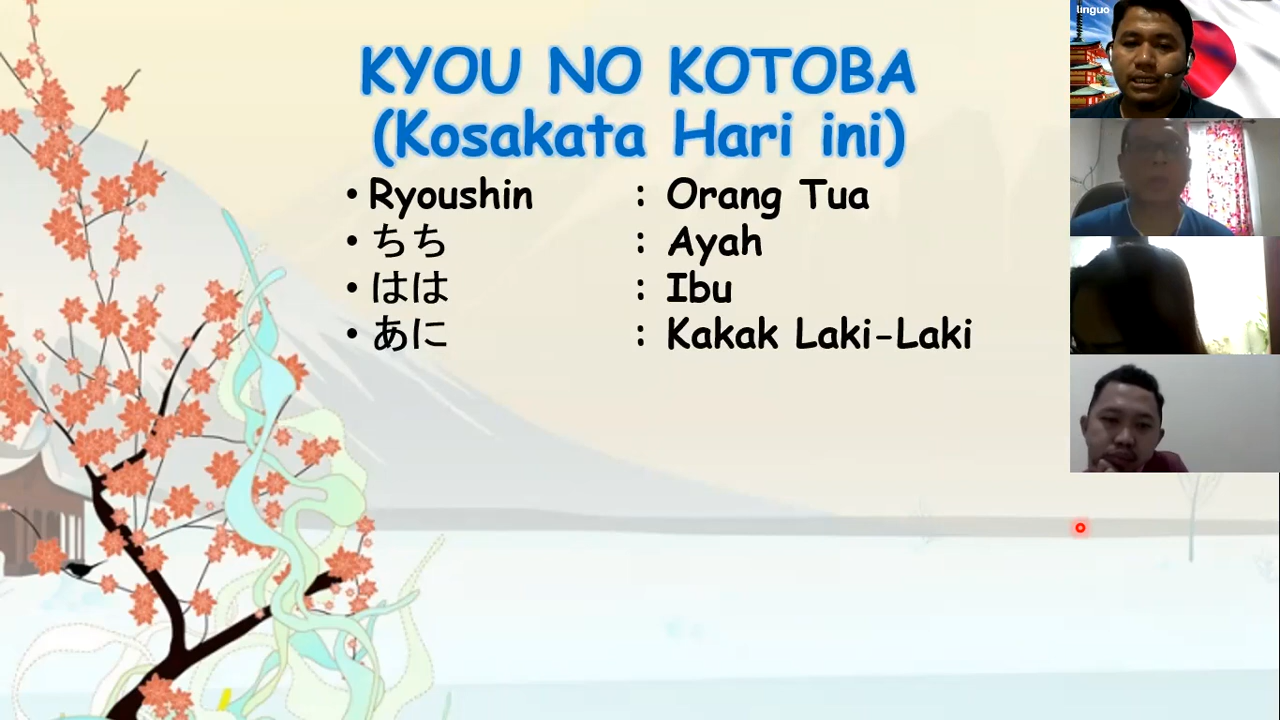 KYOU NO KOTOBA
(Kosakata Hari ini)
• Ryoushin : Orang Tua
• ちち : Ayah
• はは : Ibu
• あに : Kakak Laki-Laki
linguo